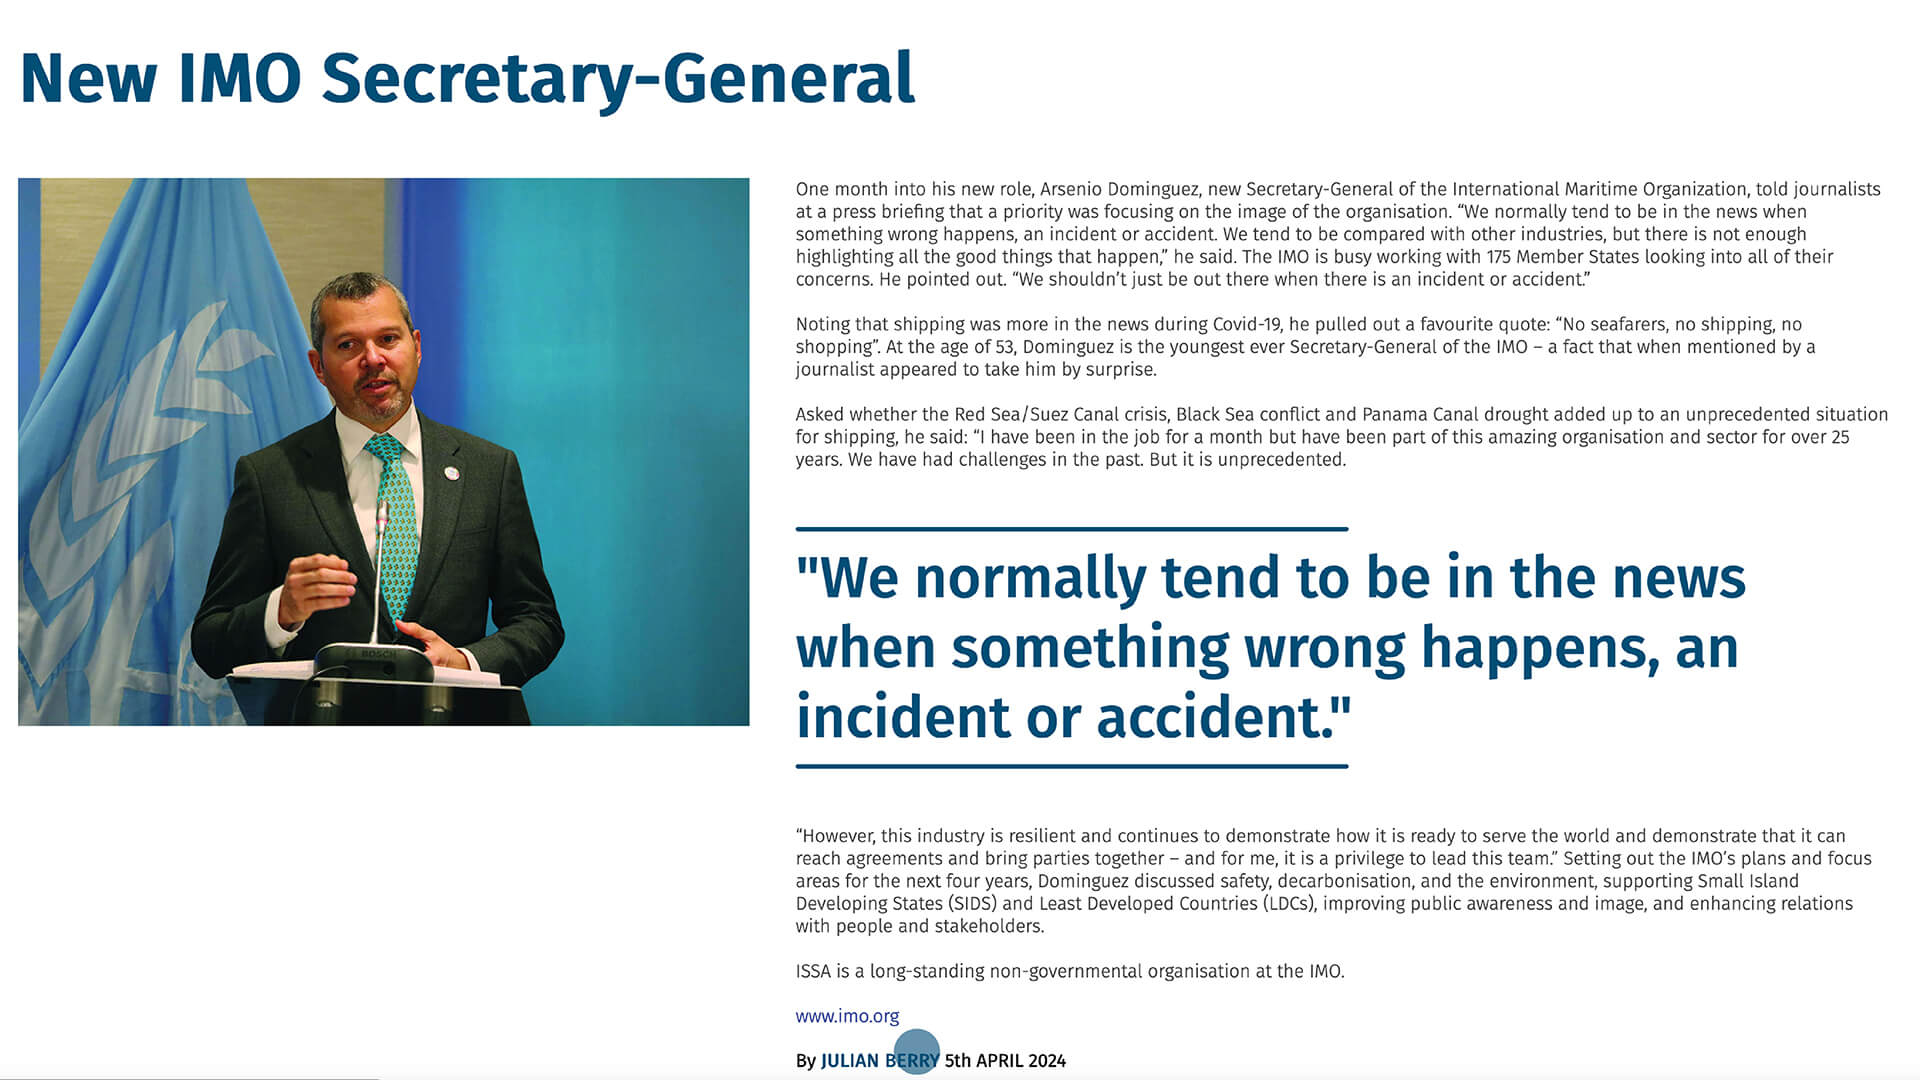 New IMO Secretary-General
One month into his new role, Arsenio Dominguez, new Secretary-General of the International Maritime Organization, told journalists
at a press briefing that a priority was focusing on the image of the organisation. “We normally tend to be in the news when
something wrong happens, an incident or accident. We tend to be compared with other industries, but there is not enough
highlighting all the good things that happen,” he said. The IMO is busy working with 175 Member States looking into all of their
concerns. He pointed out. “We shouldn’t just be out there when there is an incident or accident.”
Noting that shipping was more in the news during Covid-19, he pulled out a favourite quote: “No seafarers, no shipping, no
shopping”. At the age of 53, Dominguez is the youngest ever Secretary-General of the IMO – a fact that when mentioned by a
journalist appeared to take him by surprise.
Asked whether the Red Sea/Suez Canal crisis, Black Sea conflict and Panama Canal drought added up to an unprecedented situation
for shipping, he said: “I have been in the job for a month but have been part of this amazing organisation and sector for over 25
years. We have had challenges in the past. But it is unprecedented.
"We normally tend to be in the news
when something wrong happens, an
incident or accident."
“However, this industry is resilient and continues to demonstrate how it is ready to serve the world and demonstrate that it can
reach agreements and bring parties together – and for me, it is a privilege to lead this team.” Setting out the IMO’s plans and focus
areas for the next four years, Dominguez discussed safety, decarbonisation, and the environment, supporting Small Island
Developing States (SIDS) and Least Developed Countries (LDCs), improving public awareness and image, and enhancing relations
with people and stakeholders.
ISSA is a long-standing non-governmental organisation at the IMO.
www.imo.org
By JULIAN BERRY 5th APRIL 2024
BOSCH